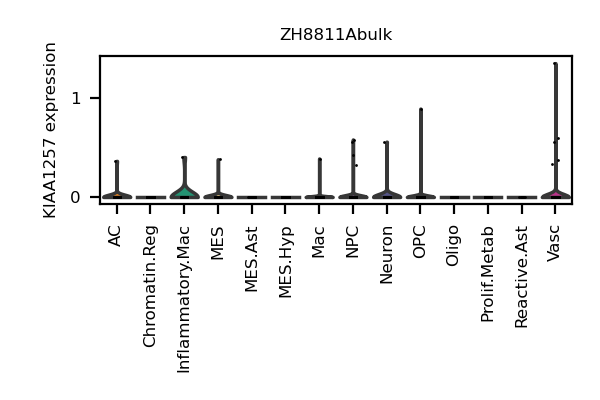 ZH8811Abulk
KIAA1257 expression
1
0
AC
Chromatin.Reg
Inflammatory.Mac
MES
MES.Ast
MES.Hyp
Mac
NPC
Neuron
OPC
Oligo
Prolif.Metab
Reactive.Ast
Vasc